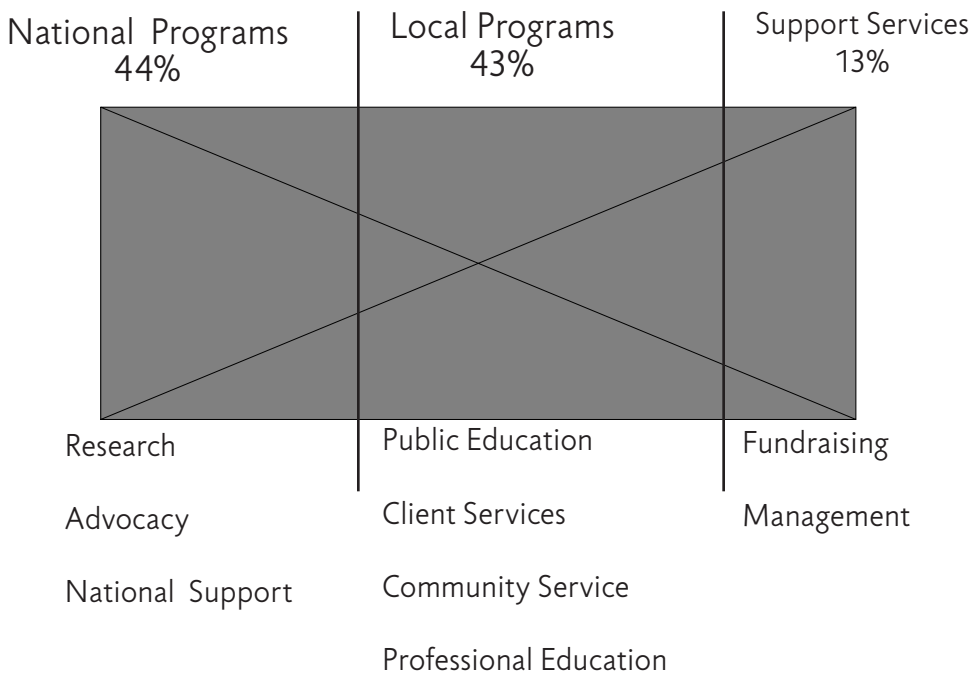 National Programs
44%
Local Programs
43%
Support Services
13%
Research
Advocacy
National Support
Public Education
Client Services
Community Service
Professional Education
Fundraising
Management